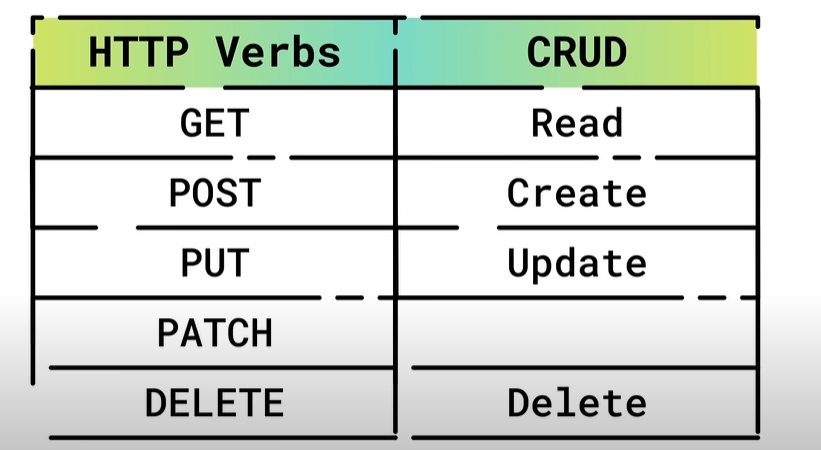 HTTP Verbs CRUD
GET Read
POST Create
PUT Update
PATCH
DELETE Delete